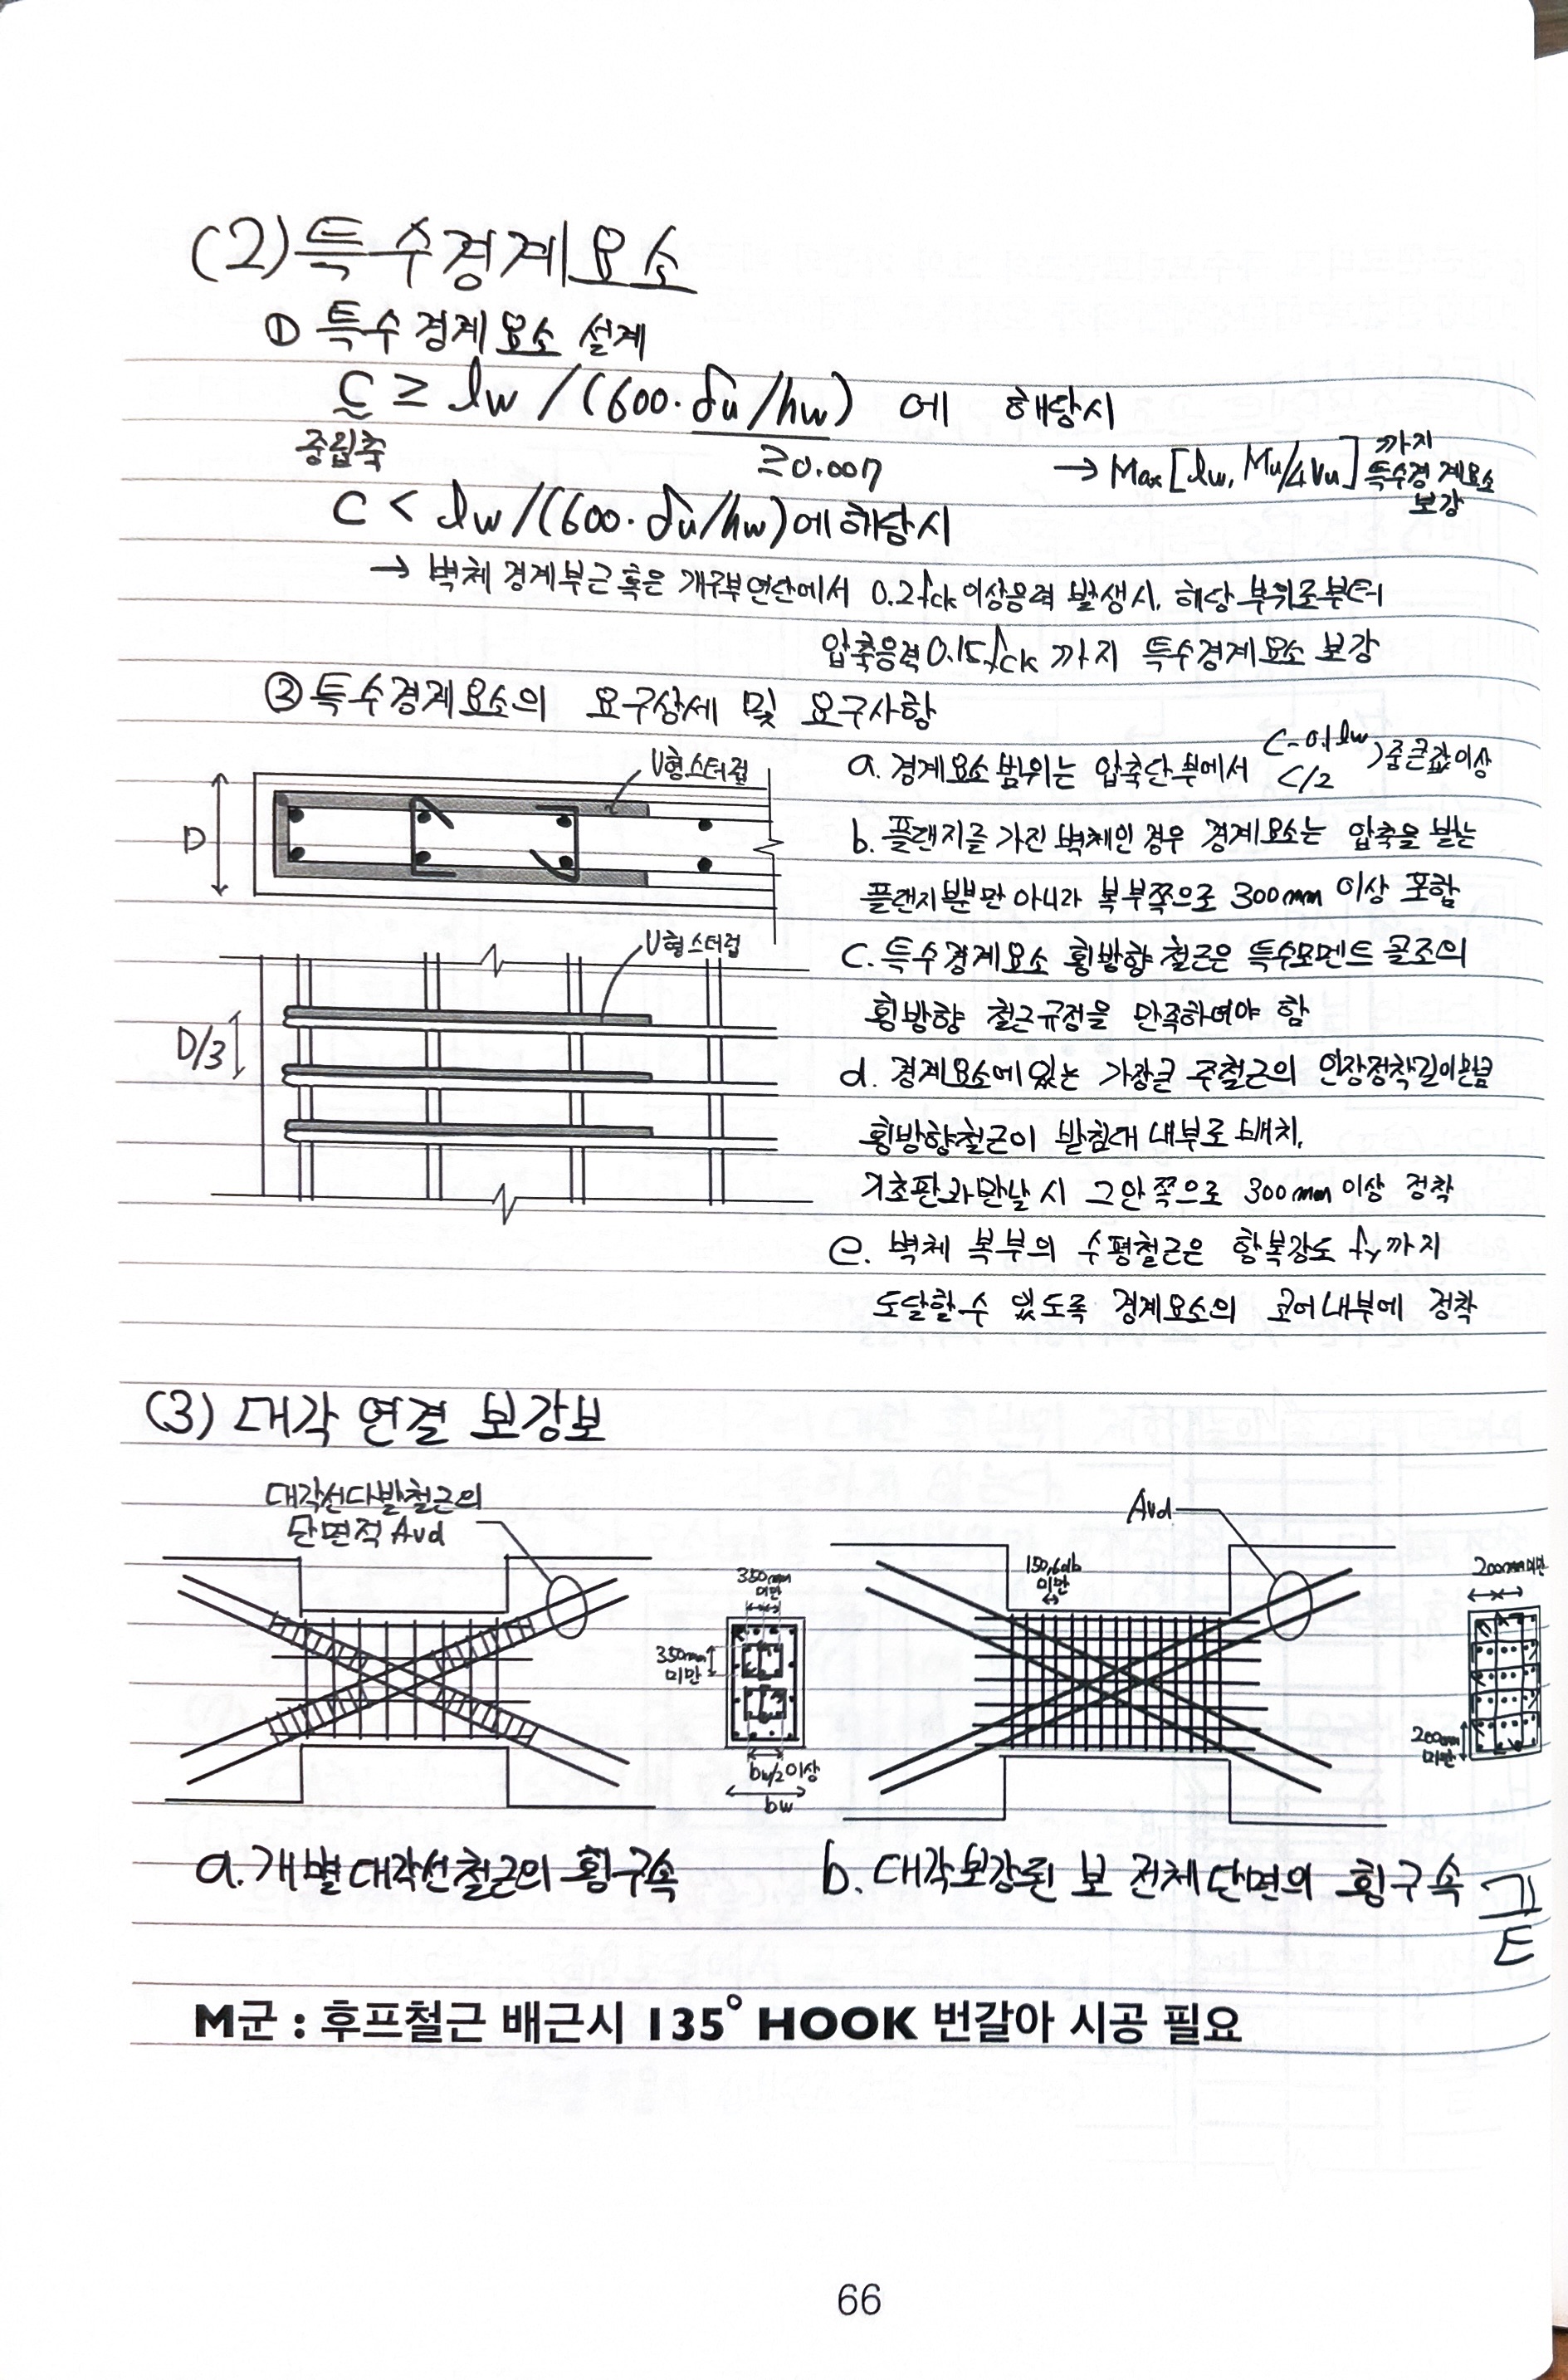 (2) 특수경계요소
① 특수경계요소 설계
C ≥ lw / (600·δu/hw) 에 해당시
중립축
≥0.007
→ Max [lw, Mu/4Vu] 까지 특수경계요소 보강
C < lw / (600·δu/hw)에 해당시
→ 벽체 경계부근 혹은 개구부 연단에서 0.2fck 이상응력 발생시, 해당 부위로부터
압축응력 0.15fck 까지 특수경계요소 보강
② 특수경계요소의 요구상세 및 요구사항
U형스터럽
D
U형스터럽
D/3
a. 경계요소 범위는 압축단부에서 C-0.1lw, C/2 중 큰값 이상
b. 플랜지를 가진 벽체인 경우 경계요소는 압축을 받는
플랜지뿐만 아니라 복부쪽으로 300mm 이상 포함
C. 특수경계요소 횡방향 철근은 특수모멘트 골조의
횡방향 철근규정을 만족하여야 함
d. 경계요소에 있는 가장큰 주철근의 인장정착길이만큼
횡방향철근이 받침대 내부로 배치,
기초판과 만날 시 그 안쪽으로 300mm 이상 정착
e. 벽체 복부의 수평철근은 항복강도 fy까지
도달할 수 있도록 경계요소의 코어 내부에 정착
(3) 대각 연결 보강보
대각선다발철근의
단면적 Avd
350mm
미만
350mm
미만
bw/2이상
bw
Avd
150,6db
미만
200mm미만
200mm
미만
a. 개별 대각선철근의 횡구속
b. 대각보강된 보 전체단면의 횡구속
끝
M군 : 후프철근 배근시 135° HOOK 번갈아 시공 필요
66